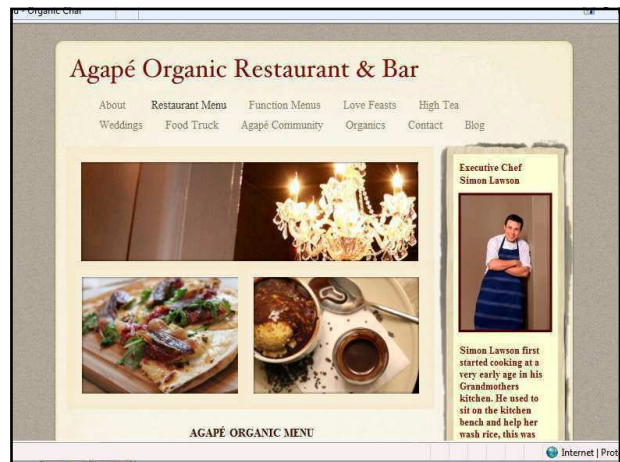 Organic Char
Agapé Organic Restaurant & Bar
About Restaurant Menu Function Menus Love Feasts High Tea
Weddings Food Truck Agapé Community Organics Contact Blog
Executive Chef
Simon Lawson
Simon Lawson first
started cooking at a
very early age in his
Grandmothers
kitchen. He used to
sit on the kitchen
bench and help her
wash rice, this was
AGAPÉ ORGANIC MENU
Internet | Prot